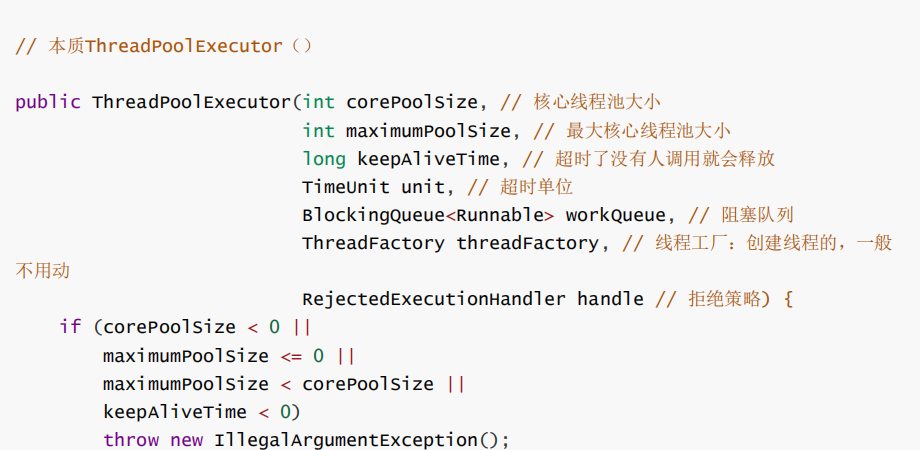 // 本质ThreadPoolExecutor（）
public ThreadPoolExecutor(int corePoolSize, // 核心线程池大小
int maximumPoolSize, // 最大核心线程池大小
long keepAliveTime, // 超时了没有人调用就会释放
TimeUnit unit, // 超时单位
BlockingQueue<Runnable> workQueue, // 阻塞队列
ThreadFactory threadFactory, // 线程工厂：创建线程的，一般
不用动
RejectedExecutionHandler handle // 拒绝策略) {
if (corePoolSize < 0 ||
maximumPoolSize <= 0 ||
maximumPoolSize < corePoolSize ||
keepAliveTime < 0)
throw new IllegalArgumentException();